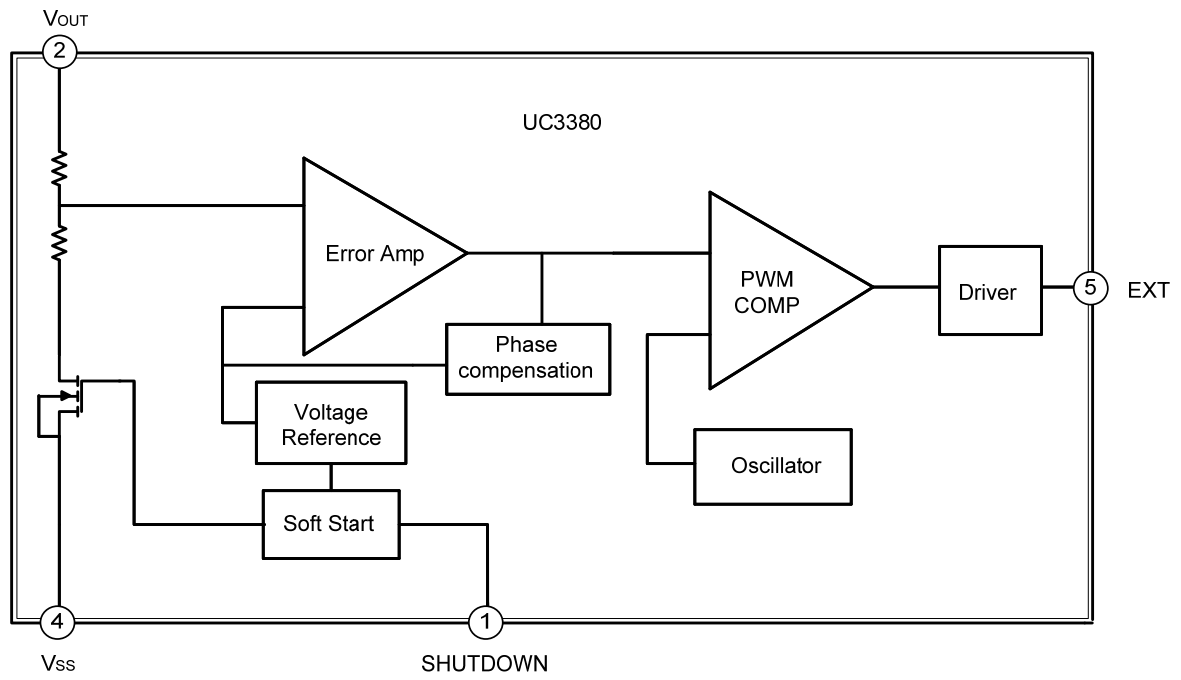 VOUT
2
UC3380
Error Amp
PWM
COMP
Driver
5
EXT
Phase
compensation
Voltage
Reference
Oscillator
Soft Start
4
1
VSS
SHUTDOWN